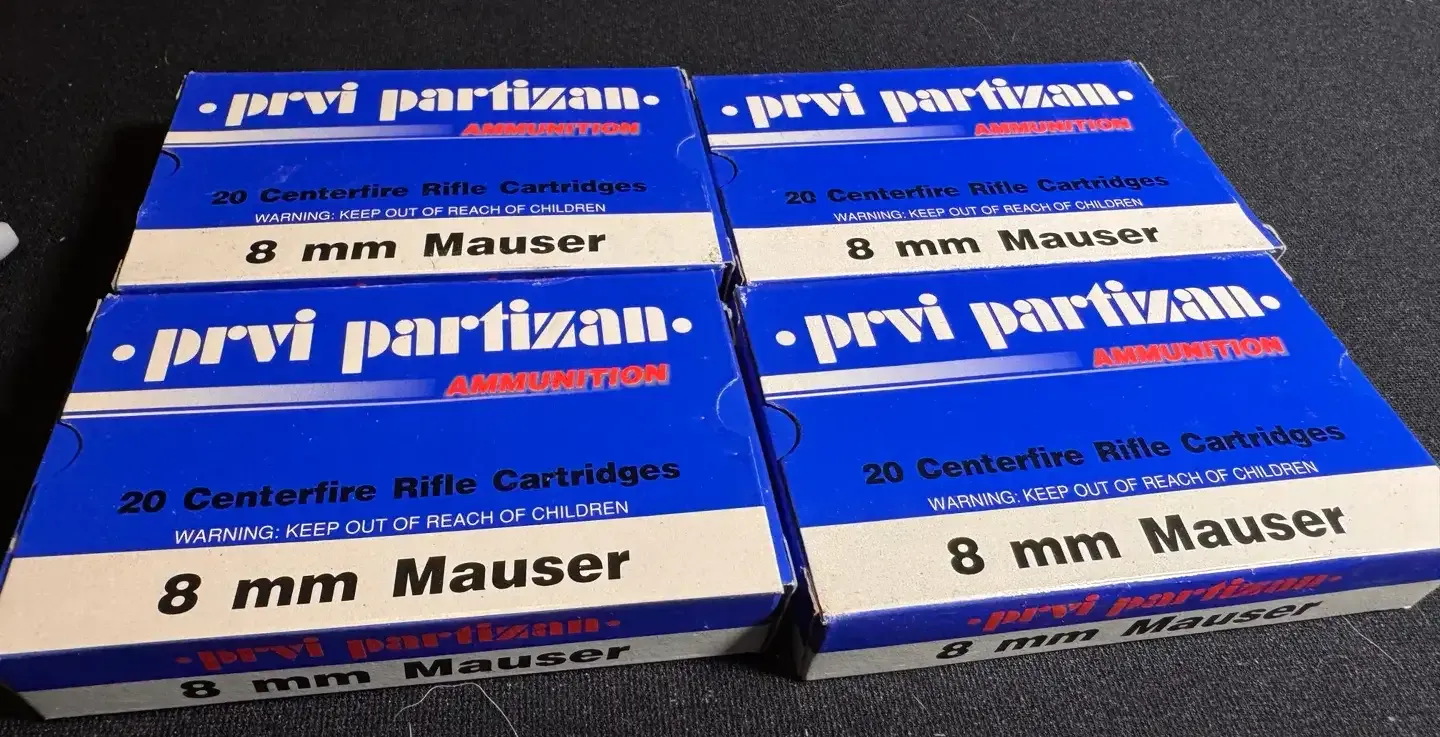 • prvi partizan •
AMMUNITION
20 Centerfire Rifle Cartridges
WARNING: KEEP OUT OF REACH OF CHILDREN
8 mm Mauser
• prvi partizan •
AMMUNITION
20 Centerfire Rifle Cartridges
WARNING: KEEP OUT OF REACH OF CHILDREN
8 mm Mauser
• prvi partizan •
AMMUNITION
20 Centerfire Rifle Cartridges
WARNING: KEEP OUT OF REACH OF CHILDREN
8 mm Mauser
• prvi partizan •
8 mm Mauser
• prvi partizan •
AMMUNITION
20 Centerfire Rifle Cartridges
WARNING: KEEP OUT OF REACH OF CHILDREN
8 mm Mauser
• prvi partizan •
8 mm Mauser